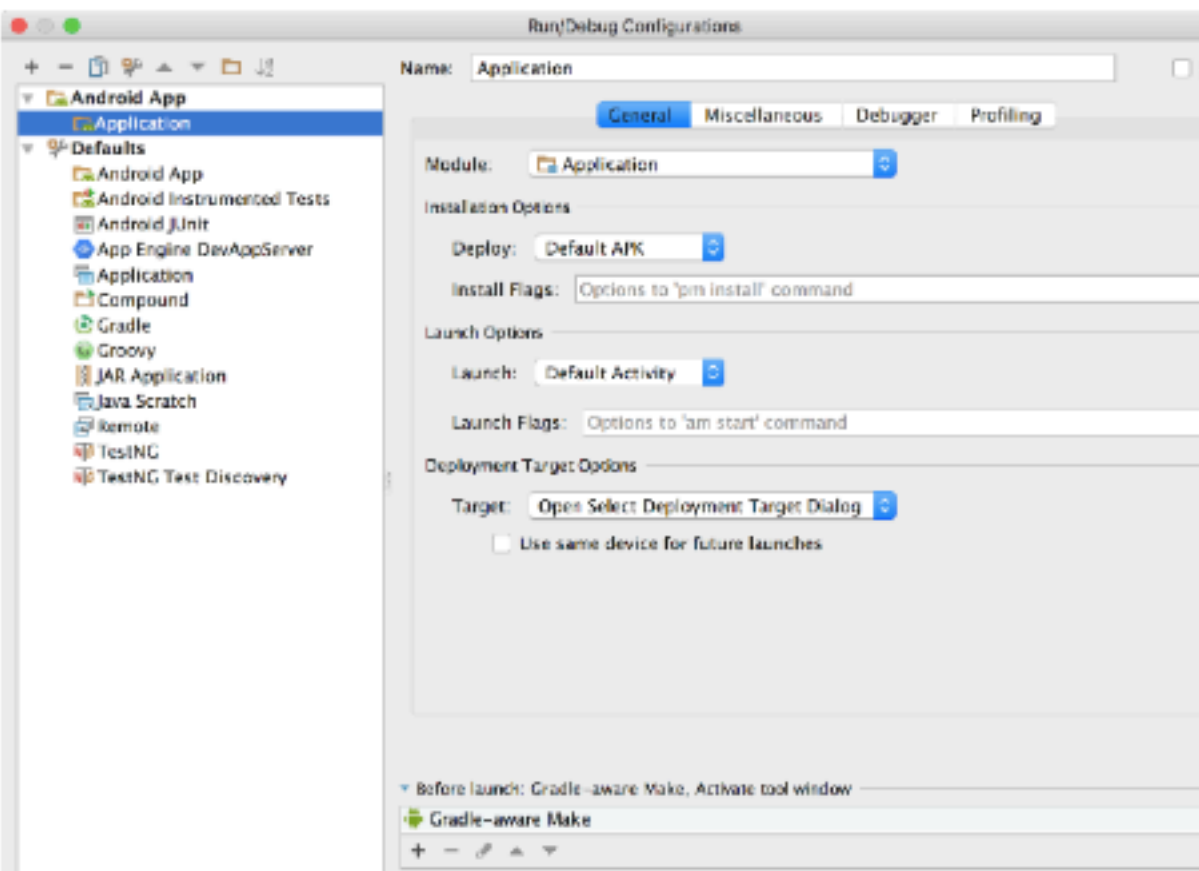 Run/Debug Configurations
Name: Application
Android App
Application
Defaults
Android App
Android Instrumented Tests
Android JUnit
App Engine DevAppServer
Application
Compound
Gradle
Groovy
JAR Application
Java Scratch
Remote
TestNG
TestNG Test Discovery
General Miscellaneous Debugger Profiling
Module: Application
Installation Options
Deploy: Default APK
Install Flags: Options to 'pm install' command
Launch Options
Launch: Default Activity
Launch Flags: Options to 'am start' command
Deployment Target Options
Target: Open Select Deployment Target Dialog
Use same device for future launches
Before launch: Gradle-aware Make, Activate tool window
Gradle-aware Make